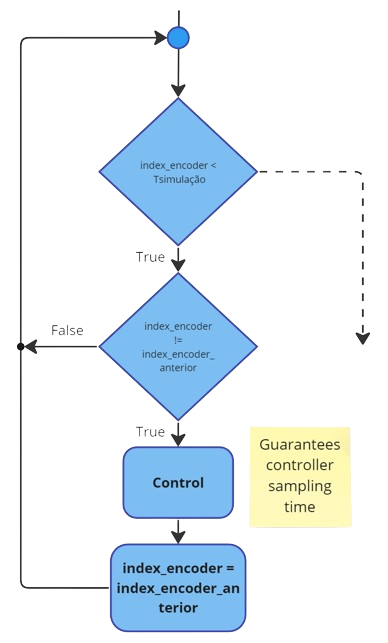 index_encoder <
Tsimulação
True
index_encoder
!=
index_encoder_
anterior
False
True
Control
Guarantees
controller
sampling
time
index_encoder =
index_encoder_an
terior